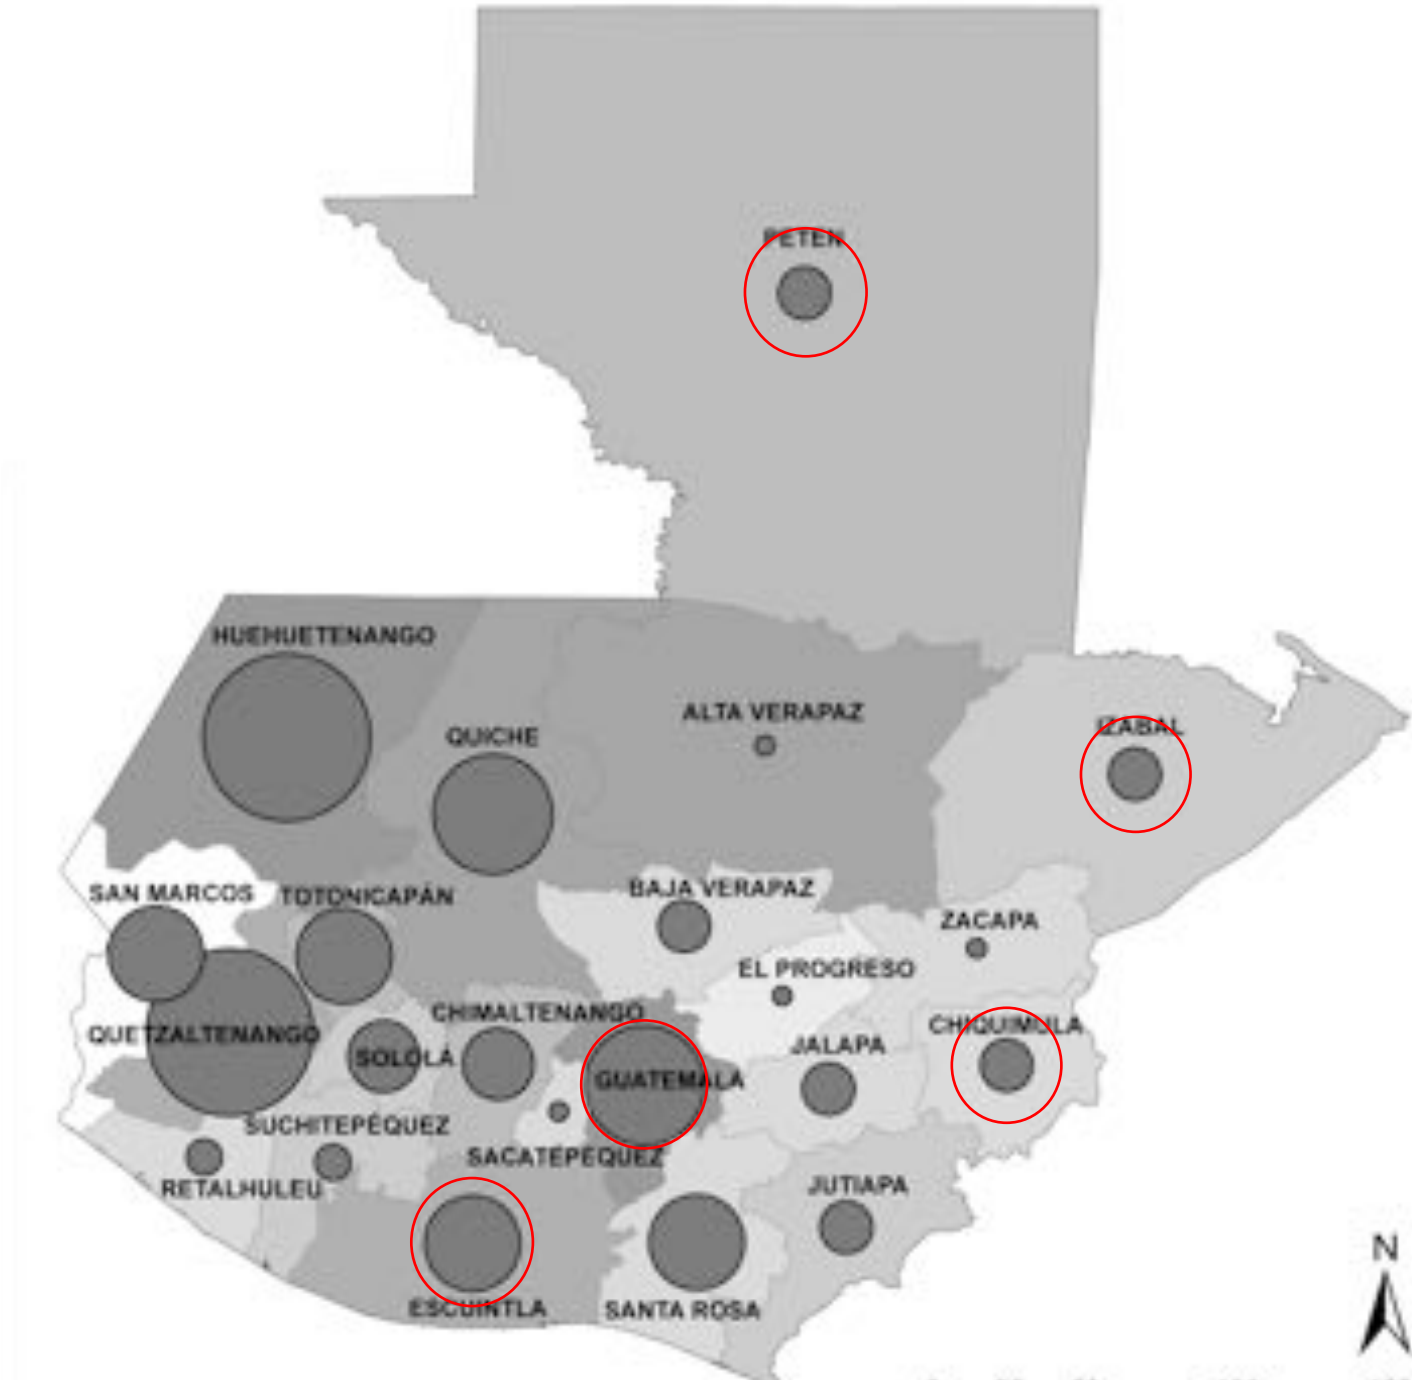 PETEN
HUEHUETENANGO
ALTA VERAPAZ
IZABAL
QUICHE
SAN MARCOS
TOTONICAPÁN
BAJA VERAPAZ
ZACAPA
EL PROGRESO
CHIMALTENANGO
CHIQUIMULA
QUETZALTENANGO
SOLOLÁ
JALAPA
GUATEMALA
SUCHITEPÉQUEZ
SACATEPEQUEZ
RETALHULEU
JUTIAPA
N
ESCUINTLA
SANTA ROSA